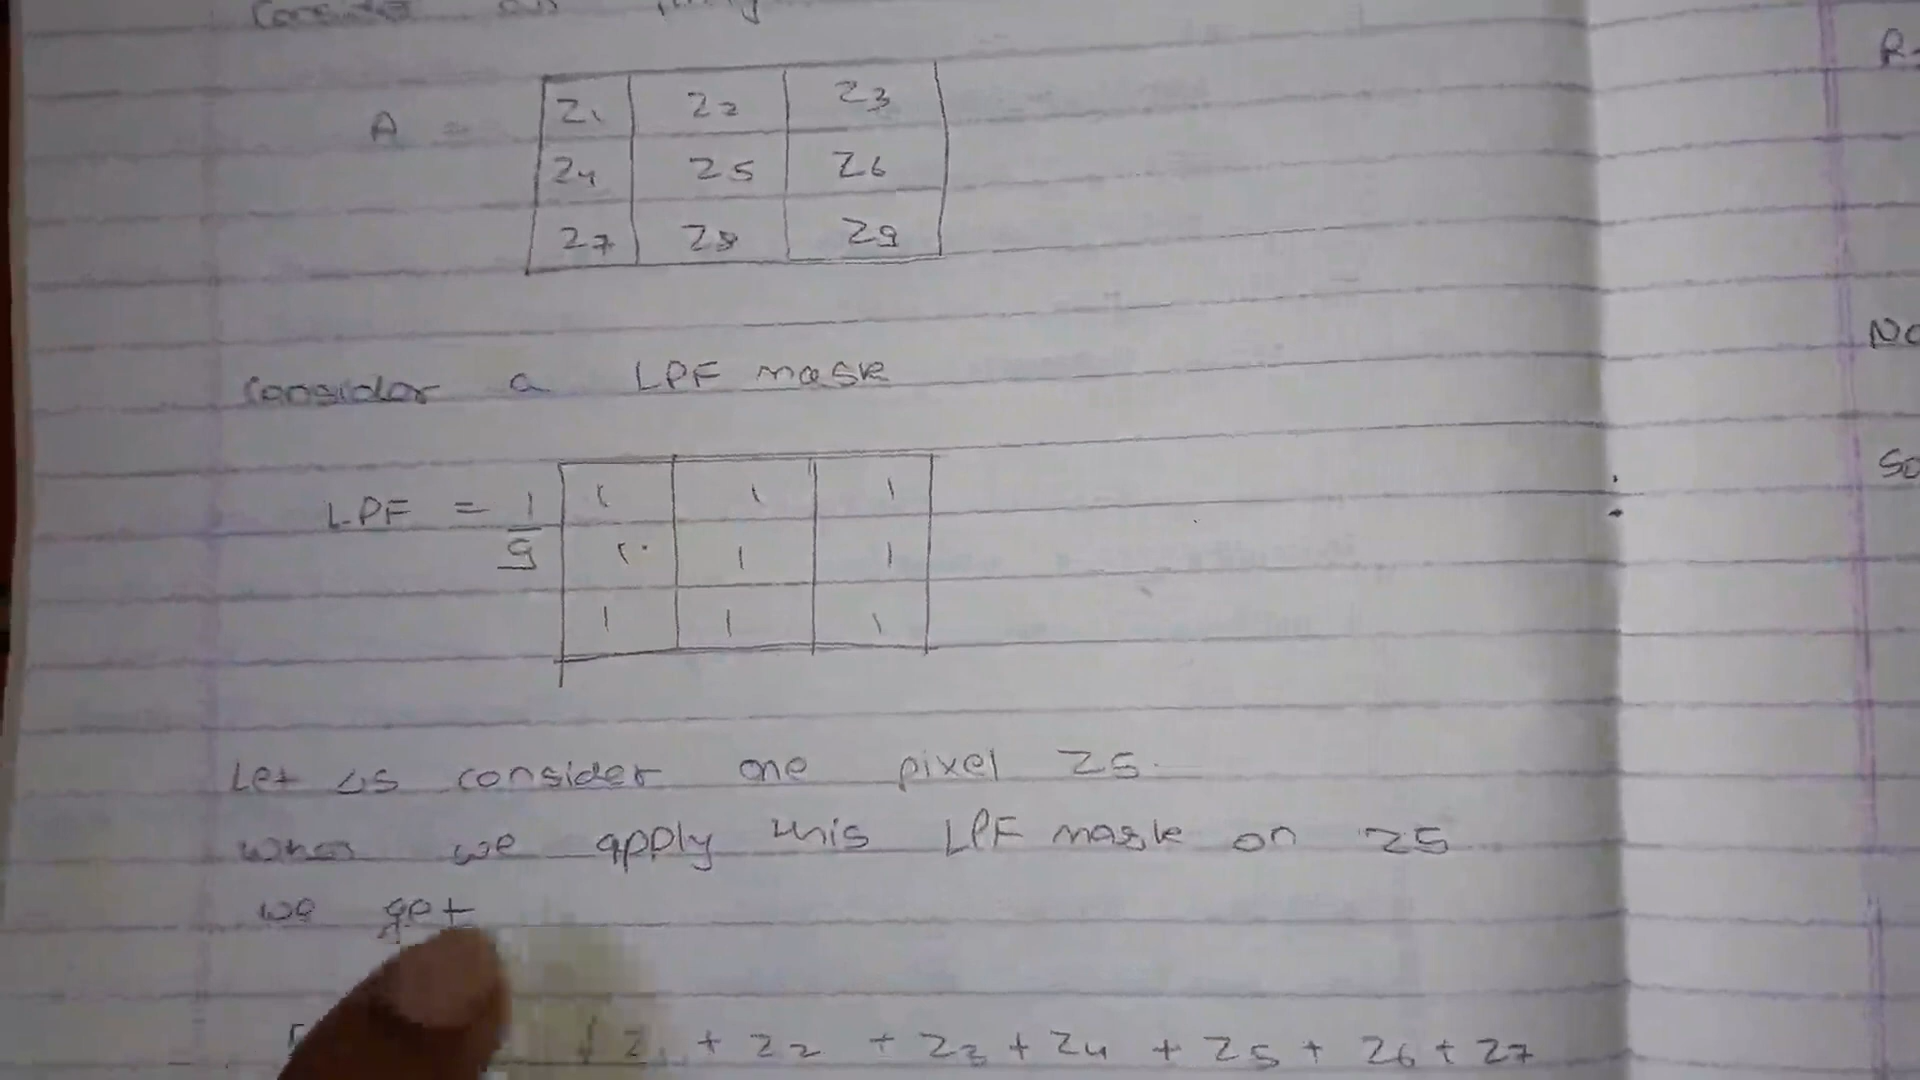 Consider an
A =
Z1 Z2 Z3
Z4 Z5 Z6
Z7 Z8 Z9
Consider a LPF mask
LPF = 1/9
1 1 1
1 1 1
1 1 1
Let us consider one pixel Z5.
when we apply this LPF mask on Z5
we get
Z1 + Z2 + Z3 + Z4 + Z5 + Z6 + Z7